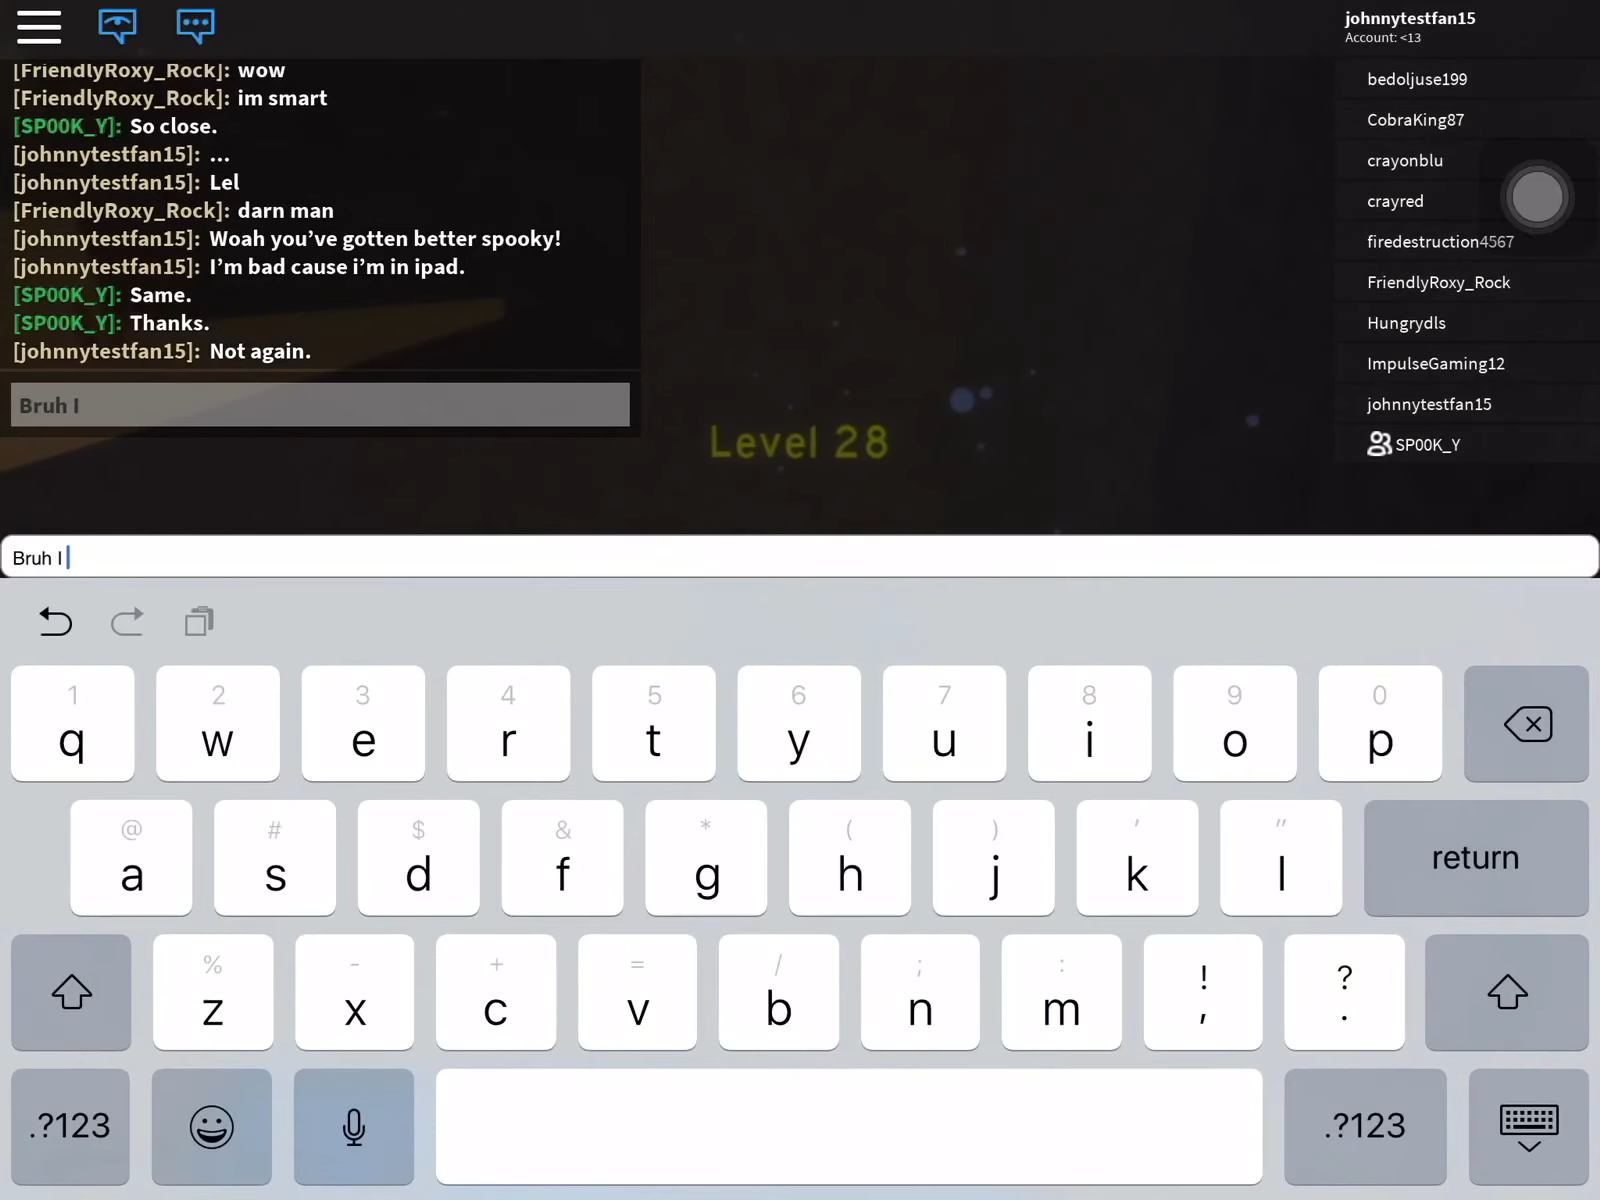 johnnytestfan15
Account: <13
[FriendlyRoxy_Rock]: wow
[FriendlyRoxy_Rock]: im smart
[SP00K_Y]: So close.
[johnnytestfan15]: ...
[johnnytestfan15]: Lel
[FriendlyRoxy_Rock]: darn man
[johnnytestfan15]: Woah you’ve gotten better spooky!
[johnnytestfan15]: I’m bad cause i’m in ipad.
[SP00K_Y]: Same.
[SP00K_Y]: Thanks.
[johnnytestfan15]: Not again.
Bruh I
bedoljuse199
CobraKing87
crayonblu
crayred
firedestruction4567
FriendlyRoxy_Rock
Hungrydls
ImpulseGaming12
johnnytestfan15
SP00K_Y
Level 28
Bruh I
1 2 3 4 5 6 7 8 9 0
q w e r t y u i o p
@ # $ & * ( ) ' "
a s d f g h j k l return
% - + = / ; : ! ?
z x c v b n m , .
.?123 .?123